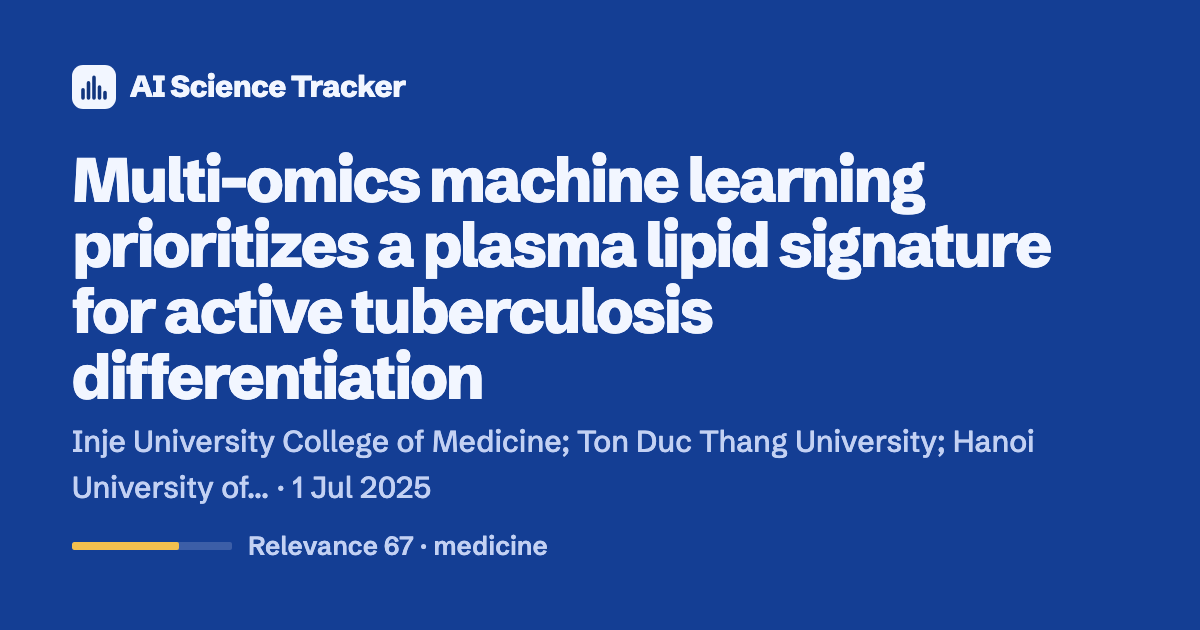 AI Science Tracker
Multi-omics machine learning
prioritizes a plasma lipid signature
for active tuberculosis
differentiation
Inje University College of Medicine; Ton Duc Thang University; Hanoi
University of... · 1 Jul 2025
Relevance 67 · medicine